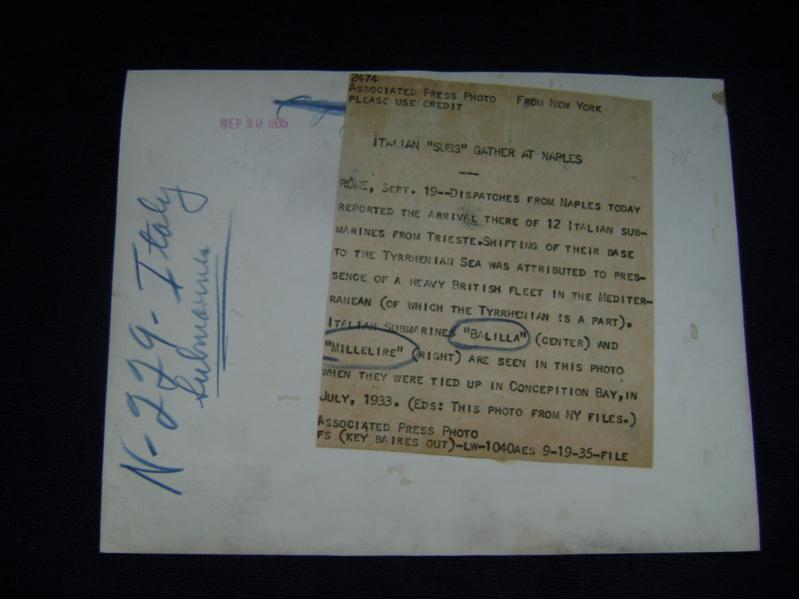 2474
ASSOCIATED PRESS PHOTO FROM NEW YORK
PLEASE USE CREDIT
ITALIAN "SUBS" GATHER AT NAPLES
---
ROME, SEPT. 19--DISPATCHES FROM NAPLES TODAY
REPORTED THE ARRIVAL THERE OF 12 ITALIAN SUB-
MARINES FROM TRIESTE.SHIFTING OF THEIR BASE
TO THE TYRRHENIAN SEA WAS ATTRIBUTED TO PRES-
SENCE OF A HEAVY BRITISH FLEET IN THE MEDITER-
RANEAN (OF WHICH THE TYRRHENIAN IS A PART).
ITALIAN SUBMARINES "BALILLA" (CENTER) AND
"MILLELIRE" (RIGHT) ARE SEEN IN THIS PHOTO
WHEN THEY WERE TIED UP IN CONCEPITION BAY,IN
JULY, 1933. (EDS: THIS PHOTO FROM NY FILES.)
ASSOCIATED PRESS PHOTO
FS (KEY BAIRES OUT)-LW-1040AES 9-19-35-FILE
SEP 20 1935
N-229-Italy
Submarines